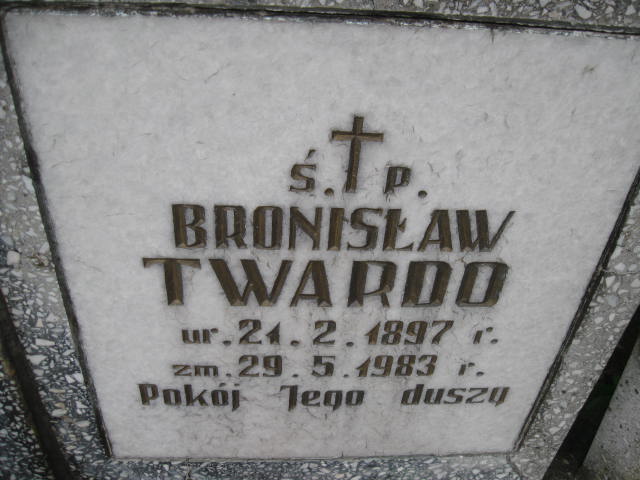 ś. p.
BRONISŁAW
TWARDO
ur. 21. 2. 1897 r.
zm. 29. 5. 1983 r.
Pokój Jego duszy